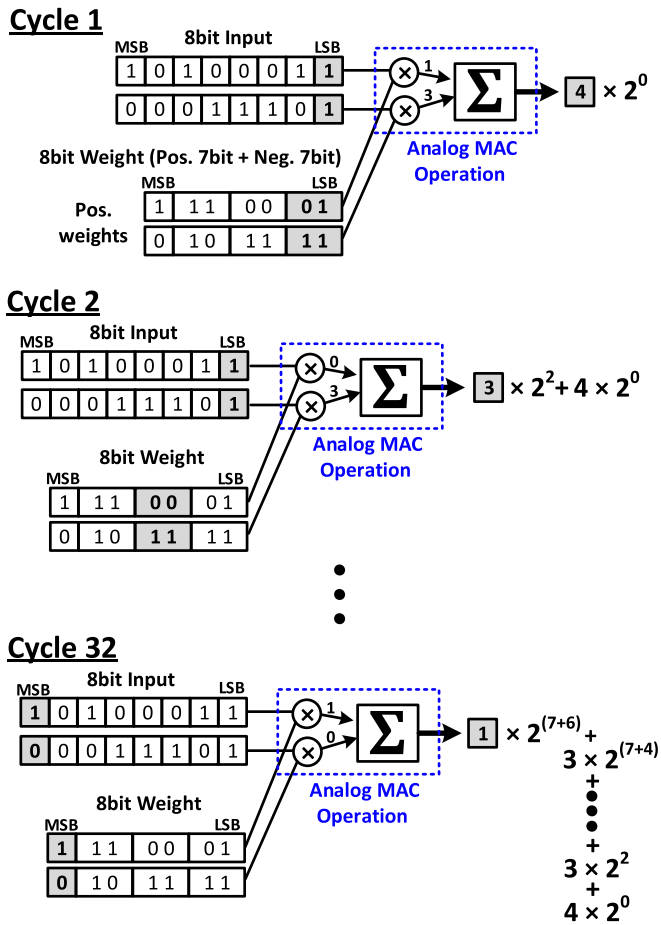 Cycle 1
8bit Input
MSB LSB
1 0 1 0 0 0 1 1
0 0 0 1 1 1 0 1
× 1
× 3
Σ
4 × 2^0
Analog MAC
Operation
8bit Weight (Pos. 7bit + Neg. 7bit)
MSB LSB
Pos.
weights
1 11 00 01
0 10 11 11
Cycle 2
8bit Input
MSB LSB
1 0 1 0 0 0 1 1
0 0 0 1 1 1 0 1
× 0
× 3
Σ
3 × 2^2 + 4 × 2^0
Analog MAC
Operation
8bit Weight
MSB LSB
1 11 00 01
0 10 11 11
Cycle 32
8bit Input
MSB LSB
1 0 1 0 0 0 1 1
0 0 0 1 1 1 0 1
× 1
× 0
Σ
1 × 2^(7+6) +
3 × 2^(7+4)
+
+
3 × 2^2
+
4 × 2^0
Analog MAC
Operation
8bit Weight
MSB LSB
1 11 00 01
0 10 11 11